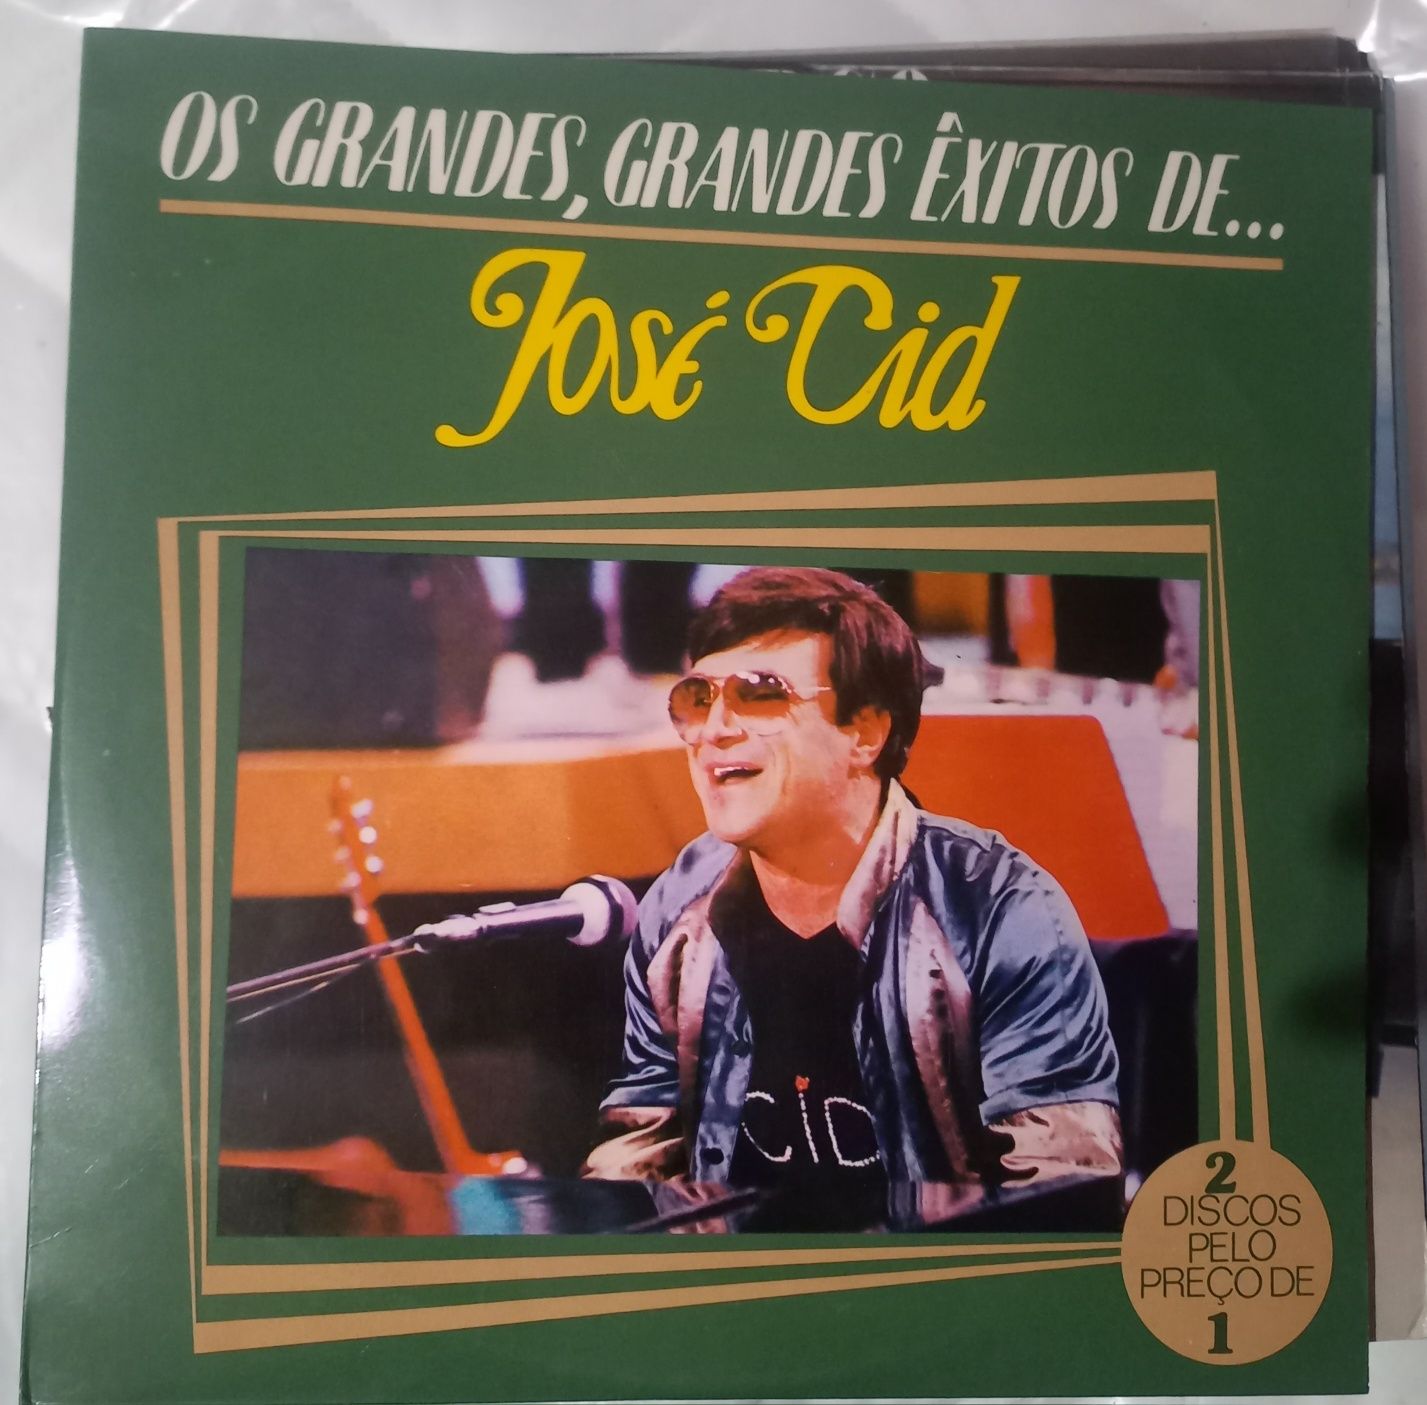 OS GRANDES, GRANDES ÊXITOS DE...
José Cid
CiD
2
DISCOS
PELO
PREÇO DE
1